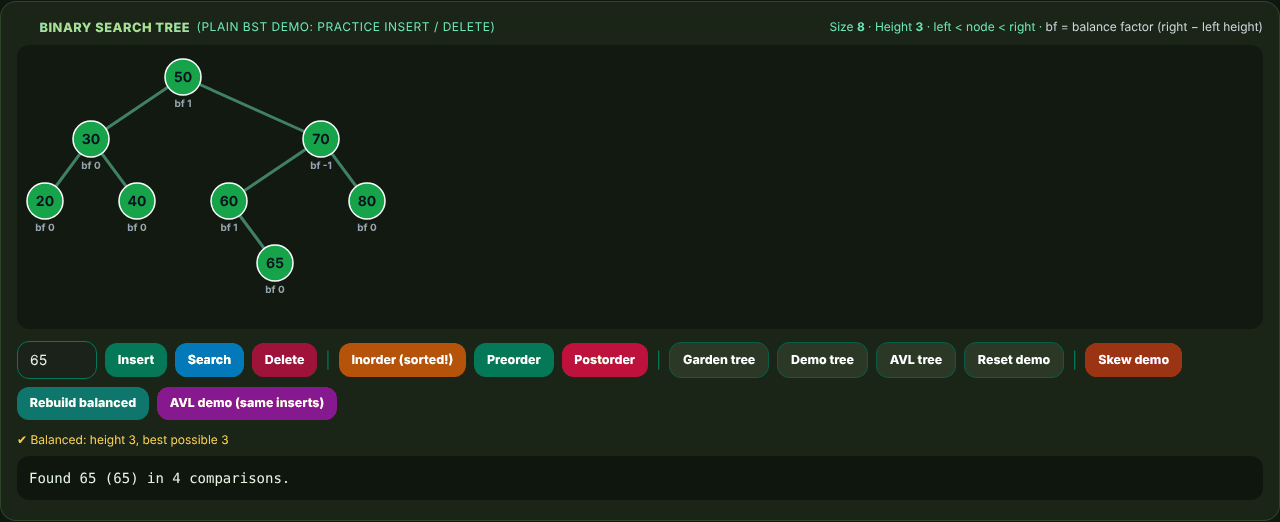 BINARY SEARCH TREE (PLAIN BST DEMO: PRACTICE INSERT / DELETE)
Size 8 · Height 3 · left < node < right · bf = balance factor (right − left height)
50
bf 1
30 70
bf 0 bf -1
20 40 60 80
bf 0 bf 0 bf 1 bf 0
65
bf 0
65 Insert Search Delete Inorder (sorted!) Preorder Postorder Garden tree Demo tree AVL tree Reset demo Skew demo
Rebuild balanced AVL demo (same inserts)
✔ Balanced: height 3, best possible 3
Found 65 (65) in 4 comparisons.